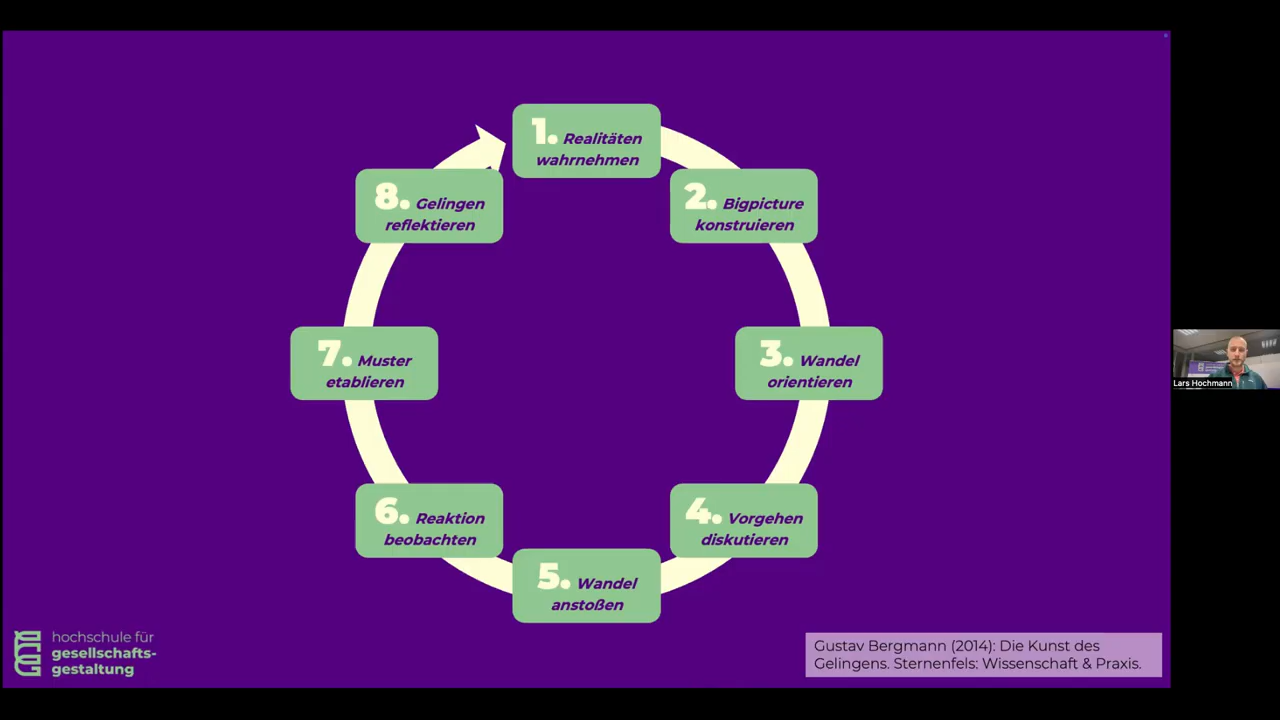 1. Realitäten
wahrnehmen
2. Bigpicture
konstruieren
3. Wandel
orientieren
4. Vorgehen
diskutieren
5. Wandel
anstoßen
6. Reaktion
beobachten
7. Muster
etablieren
8. Gelingen
reflektieren
hochschule für
gesellschafts-
gestaltung
Gustav Bergmann (2014): Die Kunst des
Gelingens. Sternenfels: Wissenschaft & Praxis.
Lars Hochmann